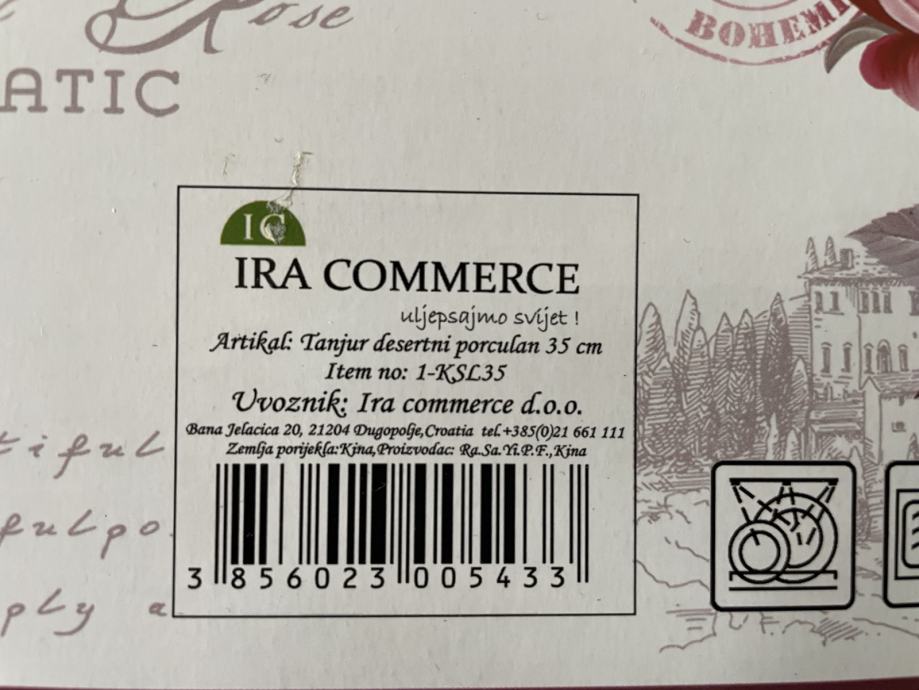 Rose
BOHEMI
ATIC
IC
IRA COMMERCE
uljepsajmo svijet !
Artikal: Tanjur desertni porculan 35 cm
Item no: 1-KSL35
Uvoznik: Ira commerce d.o.o.
Bana Jelacica 20, 21204 Dugopolje,Croatia tel.+385(0)21 661 111
Zemlja porijekla:Kina,Proizvodac: Ra.Sa.Yi.P.F.,Kina
3 856023 005433
tiful
fulpo
ply a